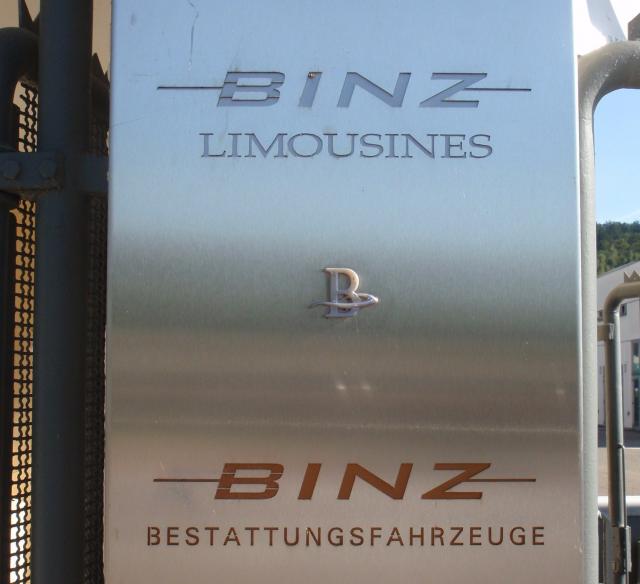 BINZ
LIMOUSINES
B
BINZ
BESTATTUNGSFAHRZEUGE